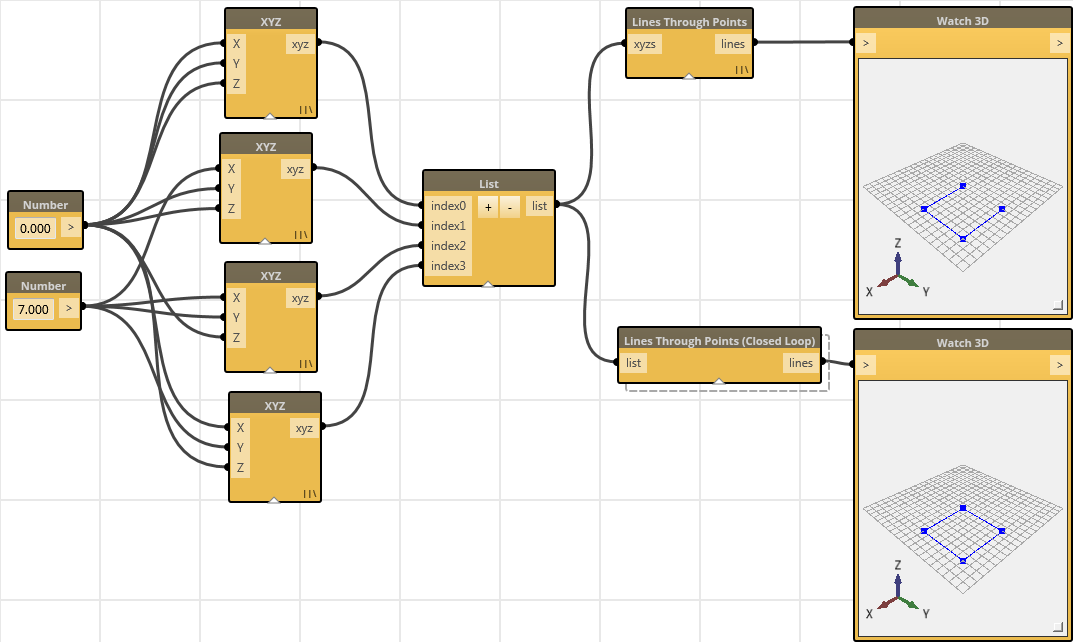 Number
0.000 >
Number
7.000 >
XYZ
X xyz
Y
Z
XYZ
X xyz
Y
Z
XYZ
X xyz
Y
Z
XYZ
X xyz
Y
Z
List
index0 + - list
index1
index2
index3
Lines Through Points
xyzs lines
Lines Through Points (Closed Loop)
list lines
Watch 3D
> >
Z
X Y
Watch 3D
> >
Z
X Y